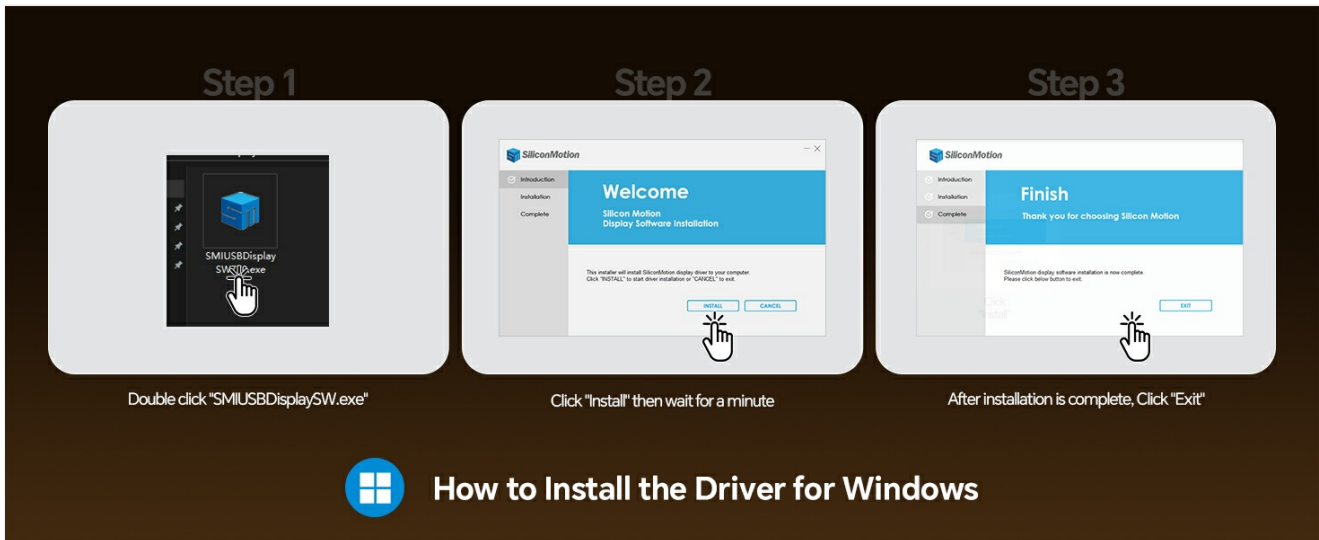 Step 1
SMIUSBDisplay
Double click "SMIUSBDisplaySW.exe"
Step 2
SiliconMotion
Introduction
Installation
Complete
Welcome
Silicon Motion
Display Software Installation
This installer will install SiliconMotion display driver to your computer.
Click "INSTALL" to start driver installation or "CANCEL" to exit.
INSTALL
CANCEL
Click "Install" then wait for a minute
Step 3
SiliconMotion
Introduction
Installation
Complete
Finish
Thank you for choosing Silicon Motion
SiliconMotion display software installation is now complete.
Please click below button to exit.
Click
"Install"
EXIT
After installation is complete, Click "Exit"
How to Install the Driver for Windows